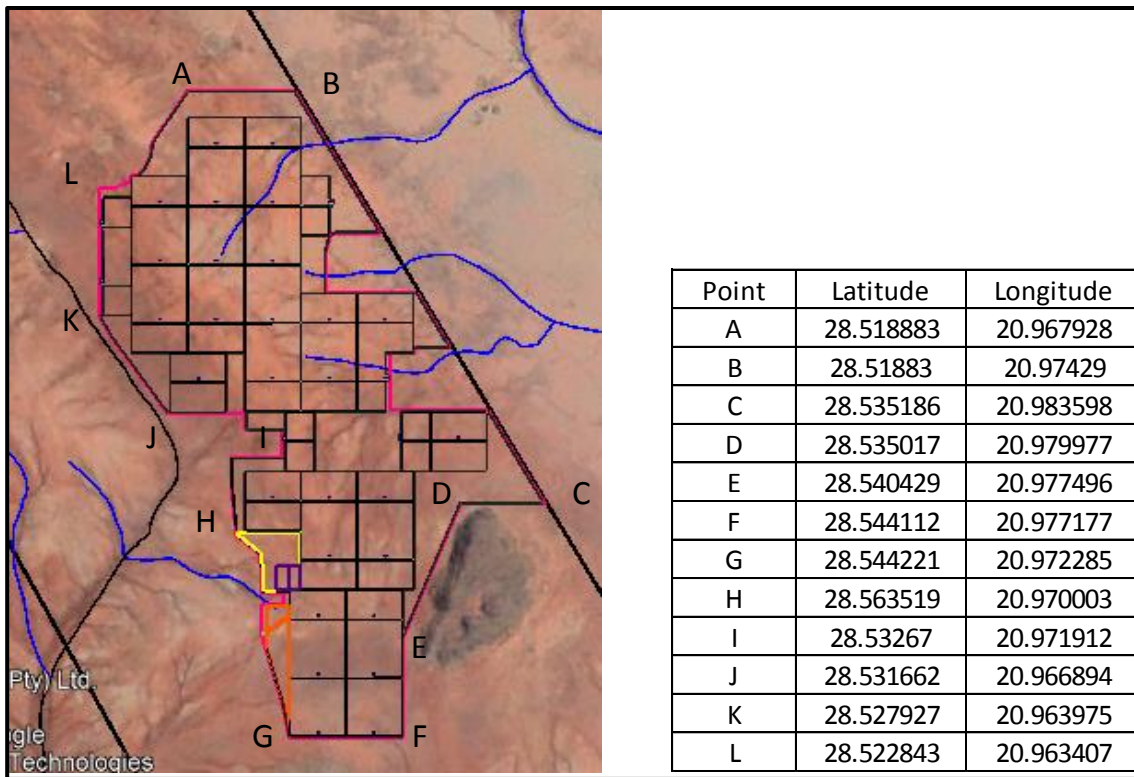 A
B
L
K
J
I
H
D
C
E
G
F
Pty) Ltd.
gle
Technologies
Point Latitude Longitude
A 28.518883 20.967928
B 28.51883 20.97429
C 28.535186 20.983598
D 28.535017 20.979977
E 28.540429 20.977496
F 28.544112 20.977177
G 28.544221 20.972285
H 28.563519 20.970003
I 28.53267 20.971912
J 28.531662 20.966894
K 28.527927 20.963975
L 28.522843 20.963407